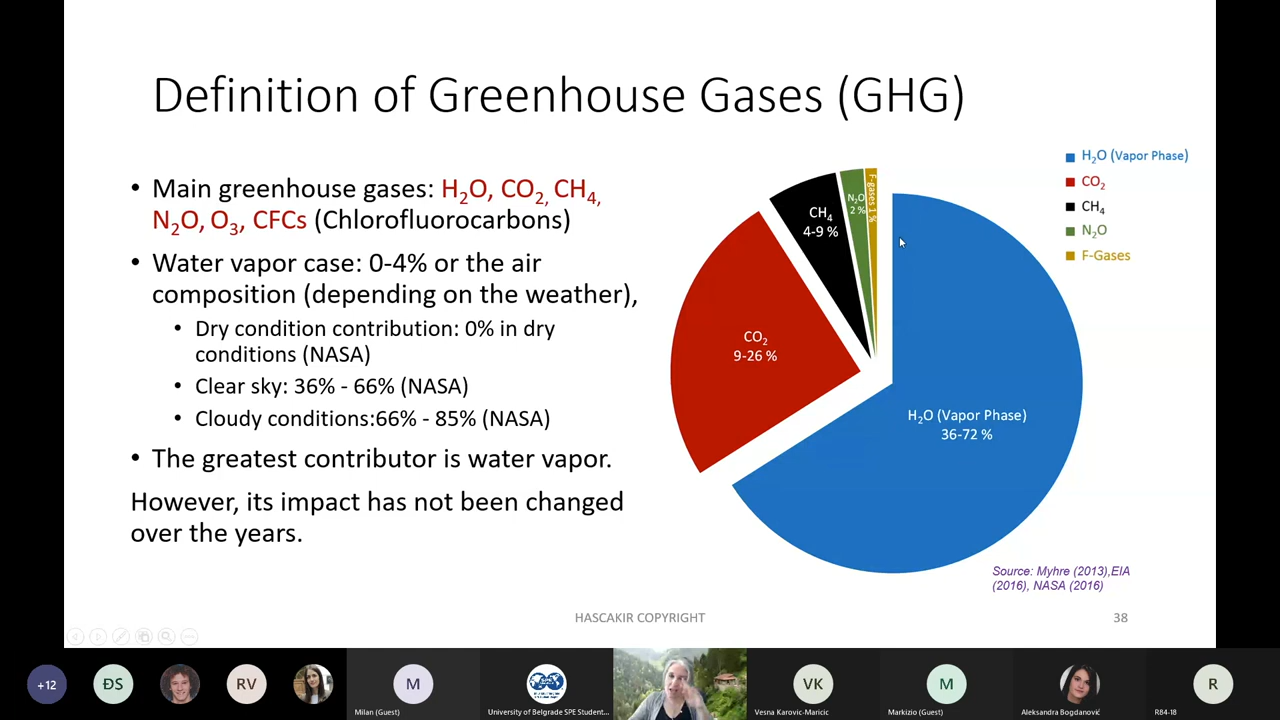 Definition of Greenhouse Gases (GHG)
• Main greenhouse gases: H₂O, CO₂, CH₄,
N₂O, O₃, CFCs (Chlorofluorocarbons)
• Water vapor case: 0-4% or the air
composition (depending on the weather),
• Dry condition contribution: 0% in dry
conditions (NASA)
• Clear sky: 36% - 66% (NASA)
• Cloudy conditions:66% - 85% (NASA)
• The greatest contributor is water vapor.
However, its impact has not been changed
over the years.
H₂O (Vapor Phase)
CO₂
CH₄
N₂O
F-Gases
CH₄
4-9 %
N₂O
2 %
F-gases 1 %
CO₂
9-26 %
H₂O (Vapor Phase)
36-72 %
Source: Myhre (2013),EIA
(2016), NASA (2016)
HASCAKIR COPYRIGHT
38
+12
ĐS
RV
M
Milan (Guest)
University of Belgrade SPE Student...
VK
Vesna Karovic-Maricic
M
Markizio (Guest)
Aleksandra Bogdanović
R
R84-18